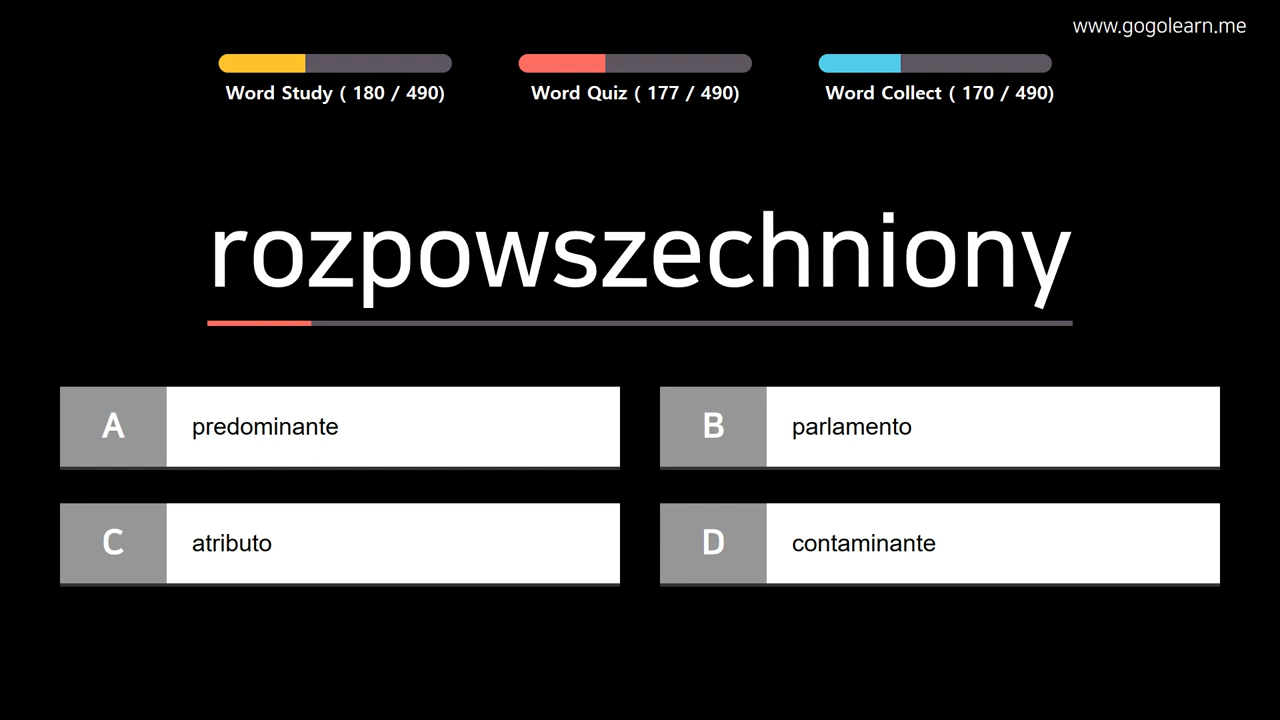 www.gogolearn.me
Word Study ( 180 / 490)
Word Quiz ( 177 / 490)
Word Collect ( 170 / 490)
rozpowszechniony
A predominante
B parlamento
C atributo
D contaminante